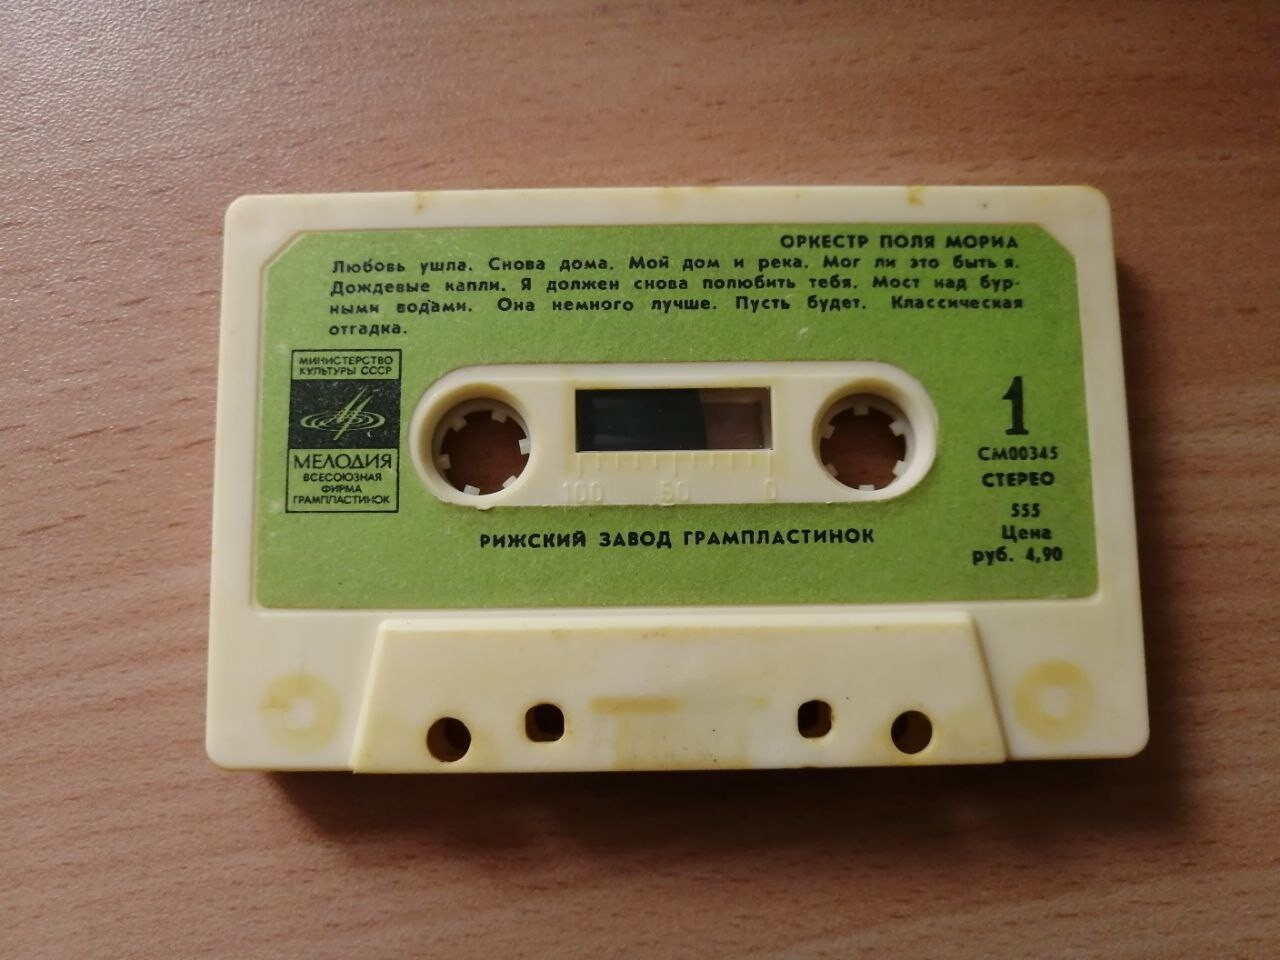 ОРКЕСТР ПОЛЯ МОРИА
Любовь ушла. Снова дома. Мой дом и река. Мог ли это быть я.
Дождевые капли. Я должен снова полюбить тебя. Мост над бур-
ными водами. Она немного лучше. Пусть будет. Классическая
отгадка.
МИНИСТЕРСТВО
КУЛЬТУРЫ СССР
МЕЛОДИЯ
ВСЕСОЮЗНАЯ
ФИРМА
ГРАМПЛАСТИНОК
100 50 0
1
СМ00345
СТЕРЕО
555
Цена
руб. 4,90
РИЖСКИЙ ЗАВОД ГРАМПЛАСТИНОК